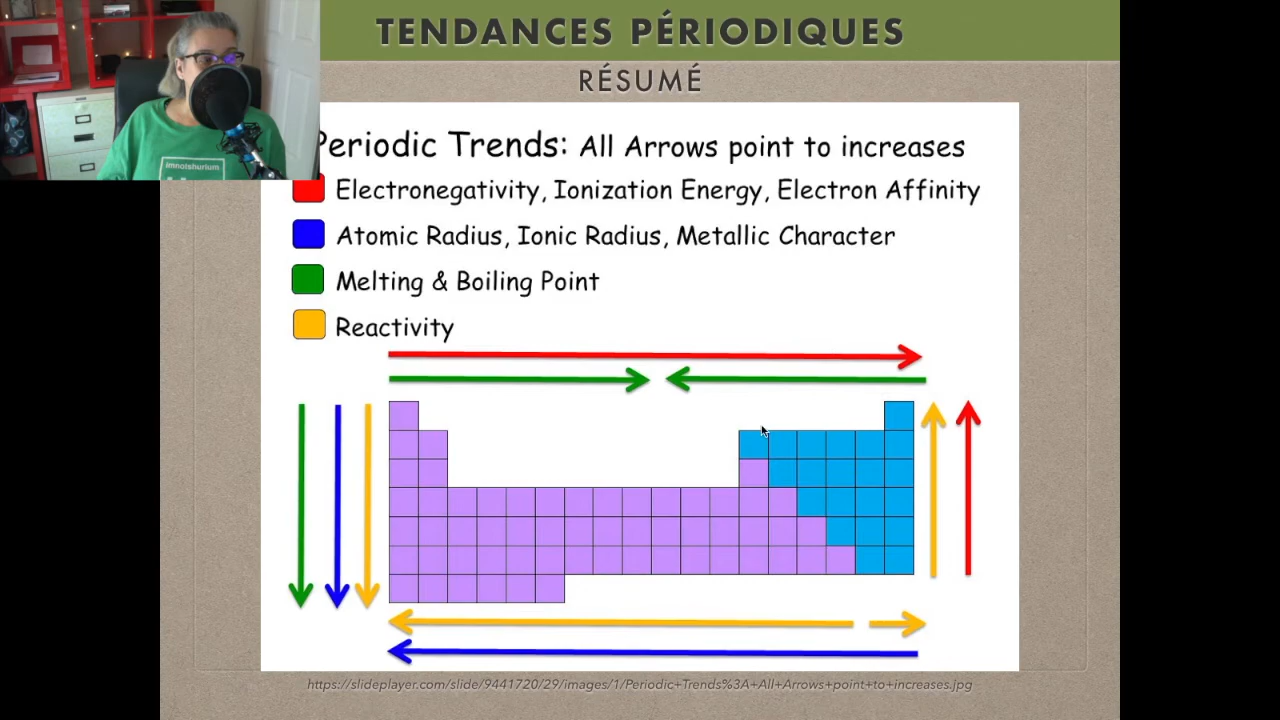 TENDANCES PÉRIODIQUES
RÉSUMÉ
Periodic Trends: All Arrows point to increases
Electronegativity, Ionization Energy, Electron Affinity
Atomic Radius, Ionic Radius, Metallic Character
Melting & Boiling Point
Reactivity
imnotshurium
https://slideplayer.com/slide/9441720/29/images/1/Periodic+Trends%3A+All+Arrows+point+to+increases.jpg